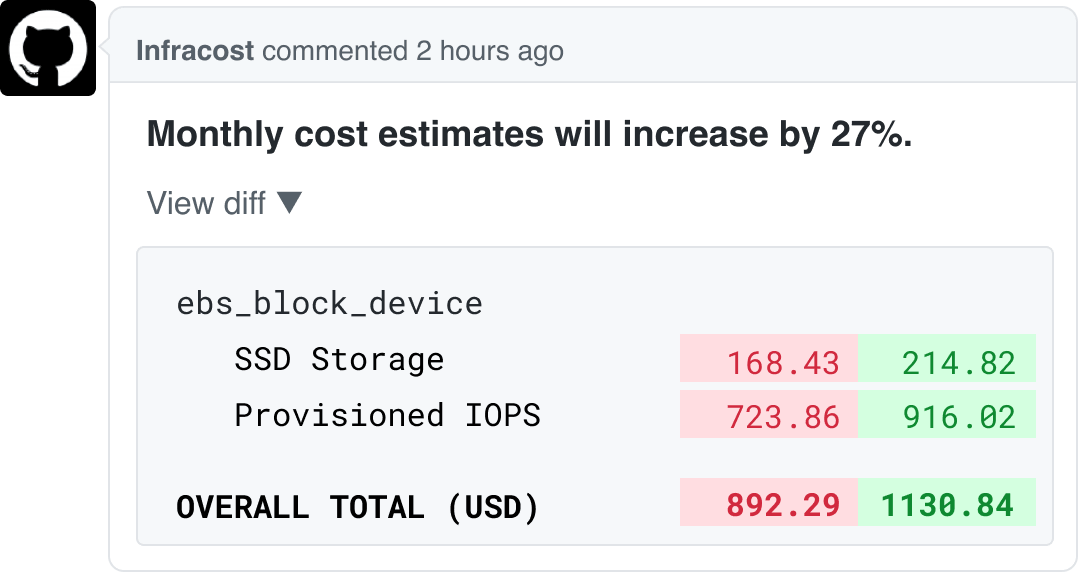 Infracost commented 2 hours ago
Monthly cost estimates will increase by 27%.
View diff ▼
ebs_block_device
SSD Storage 168.43 214.82
Provisioned IOPS 723.86 916.02
OVERALL TOTAL (USD) 892.29 1130.84